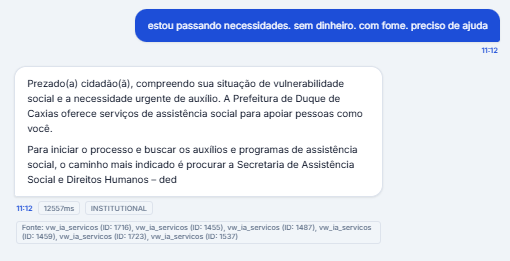 estou passando necessidades. sem dinheiro. com fome. preciso de ajuda
11:12
Prezado(a) cidadão(ã), compreendo sua situação de vulnerabilidade
social e a necessidade urgente de auxílio. A Prefeitura de Duque de
Caxias oferece serviços de assistência social para apoiar pessoas como
você.
Para iniciar o processo e buscar os auxílios e programas de assistência
social, o caminho mais indicado é procurar a Secretaria de Assistência
Social e Direitos Humanos – ded
11:12 12557ms INSTITUTIONAL
Fonte: vw_ia_servicos (ID: 1716), vw_ia_servicos (ID: 1455), vw_ia_servicos (ID: 1487), vw_ia_servicos
(ID: 1459), vw_ia_servicos (ID: 1723), vw_ia_servicos (ID: 1537)